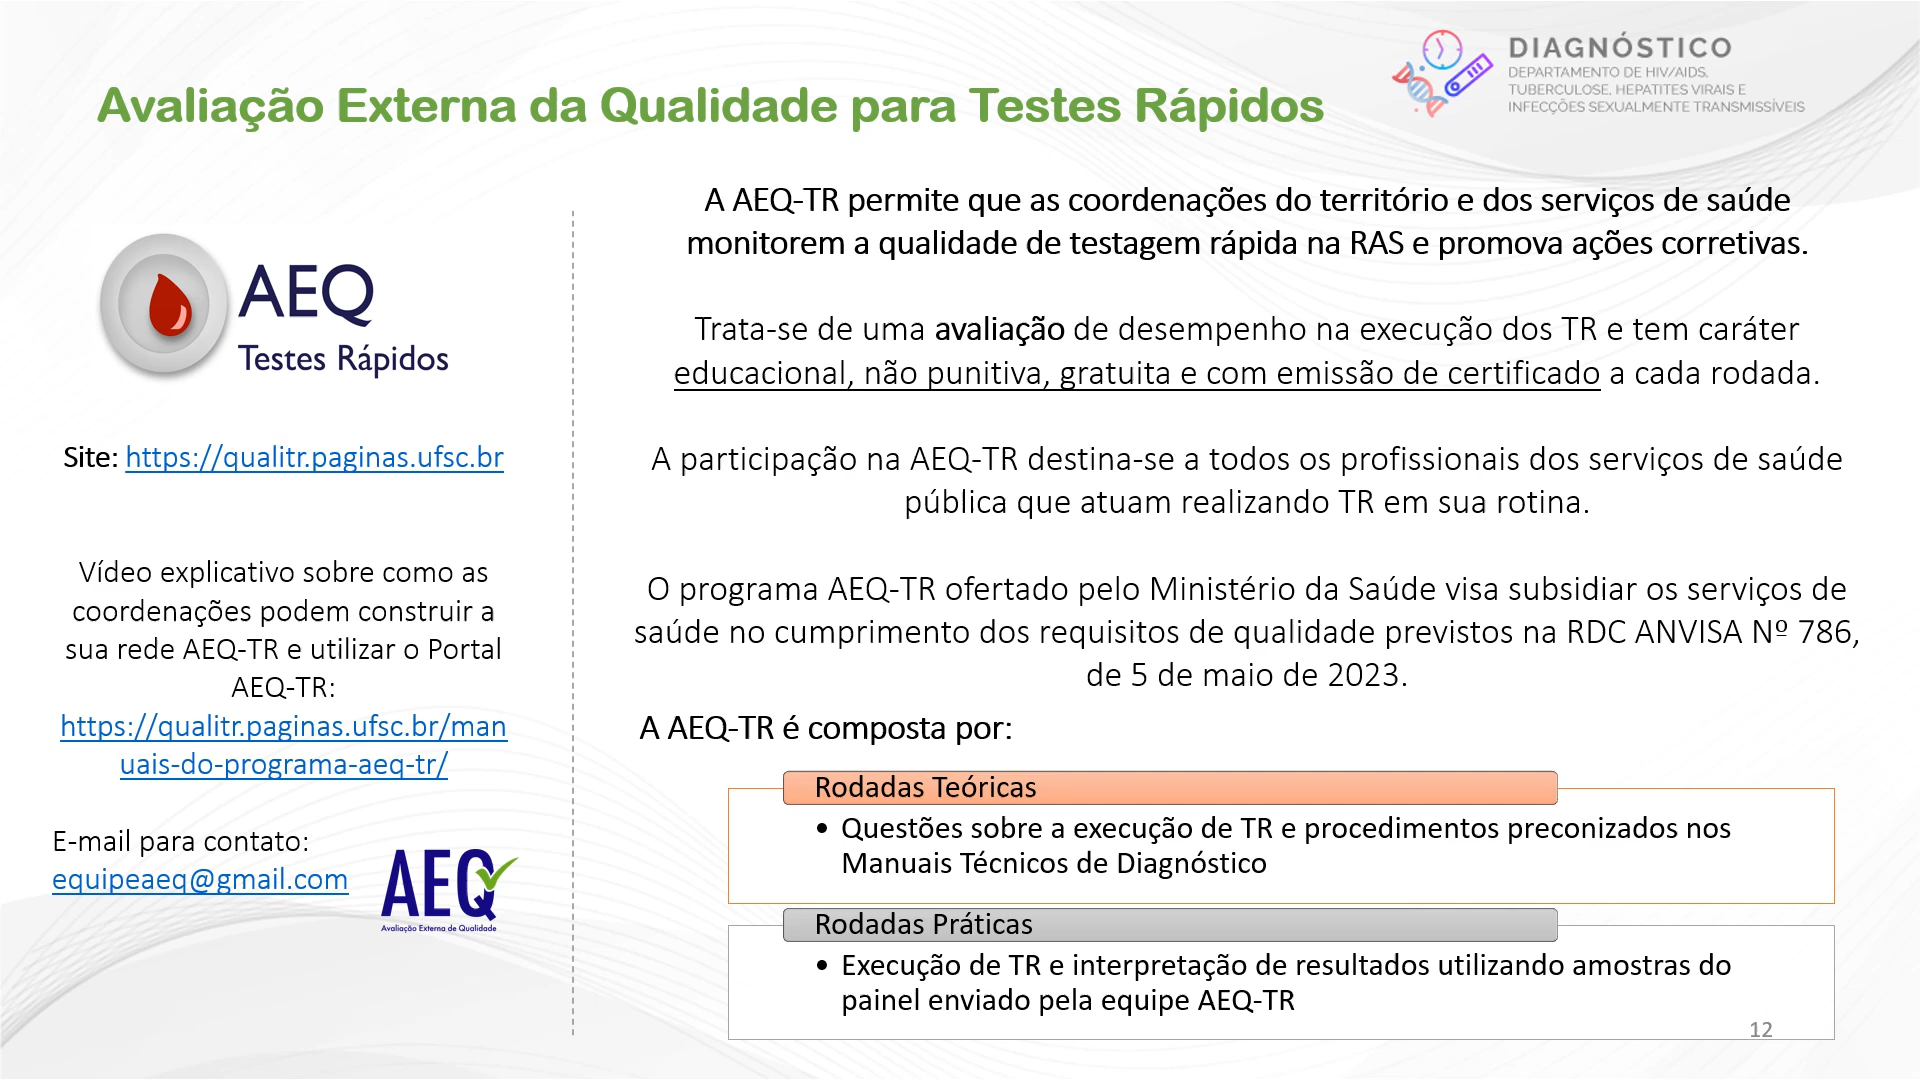 Avaliação Externa da Qualidade para Testes Rápidos
DIAGNÓSTICO
DEPARTAMENTO DE HIV/AIDS,
TUBERCULOSE, HEPATITES VIRAIS E
INFECÇÕES SEXUALMENTE TRANSMISSÍVEIS
AEQ
Testes Rápidos
Site: https://qualitr.paginas.ufsc.br
Vídeo explicativo sobre como as
coordenações podem construir a
sua rede AEQ-TR e utilizar o Portal
AEQ-TR:
https://qualitr.paginas.ufsc.br/man
uais-do-programa-aeq-tr/
E-mail para contato:
equipeaeq@gmail.com
AEQ
Avaliação Externa de Qualidade
A AEQ-TR permite que as coordenações do território e dos serviços de saúde
monitorem a qualidade de testagem rápida na RAS e promova ações corretivas.
Trata-se de uma avaliação de desempenho na execução dos TR e tem caráter
educacional, não punitiva, gratuita e com emissão de certificado a cada rodada.
A participação na AEQ-TR destina-se a todos os profissionais dos serviços de saúde
pública que atuam realizando TR em sua rotina.
O programa AEQ-TR ofertado pelo Ministério da Saúde visa subsidiar os serviços de
saúde no cumprimento dos requisitos de qualidade previstos na RDC ANVISA Nº 786,
de 5 de maio de 2023.
A AEQ-TR é composta por:
Rodadas Teóricas
• Questões sobre a execução de TR e procedimentos preconizados nos
Manuais Técnicos de Diagnóstico
Rodadas Práticas
• Execução de TR e interpretação de resultados utilizando amostras do
painel enviado pela equipe AEQ-TR
12